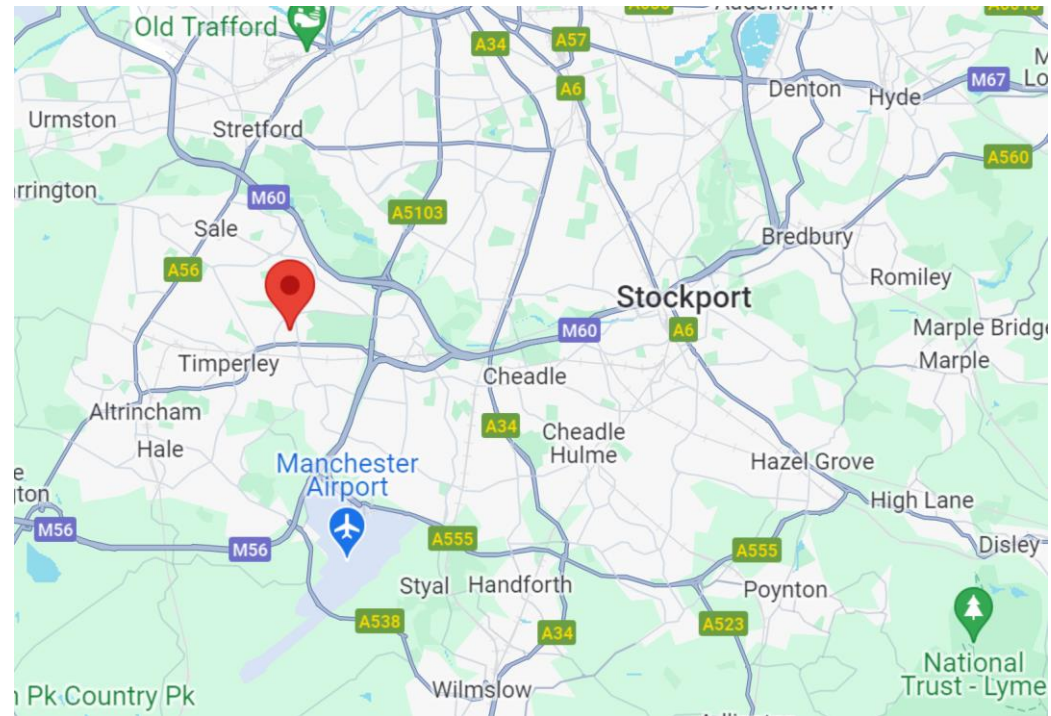 Old Trafford
A34
A57
A6
Denton
Hyde
M67
Urmston
Stretford
A560
rrington
M60
A5103
Sale
Bredbury
A56
Romiley
Stockport
M60
A6
Marple Bridge
Marple
Timperley
Cheadle
Altrincham
A34
Cheadle
Hulme
Hale
Hazel Grove
Manchester
Airport
High Lane
gton
M56
M56
A555
A555
Disley
Styal
Handforth
Poynton
A538
A34
A523
National
Trust - Lyme
Pk Country Pk
Wilmslow